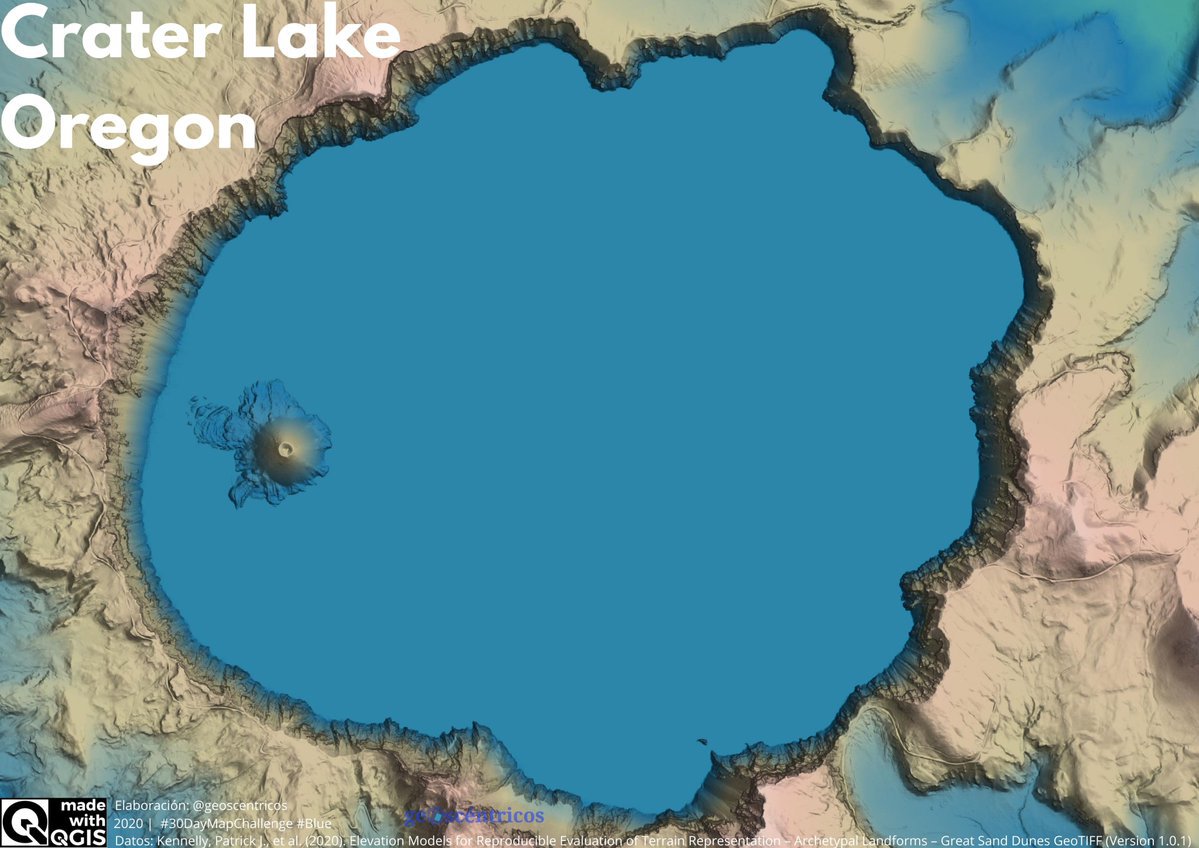 Crater Lake
Oregon
made
with
QGIS
Elaboración: @geoscentricos
2020 | #30DayMapChallenge #Blue
geoscentricos
Datos: Kennelly, Patrick J., et al. (2020). Elevation Models for Reproducible Evaluation of Terrain Representation – Archetypal Landforms – Great Sand Dunes GeoTIFF (Version 1.0.1)